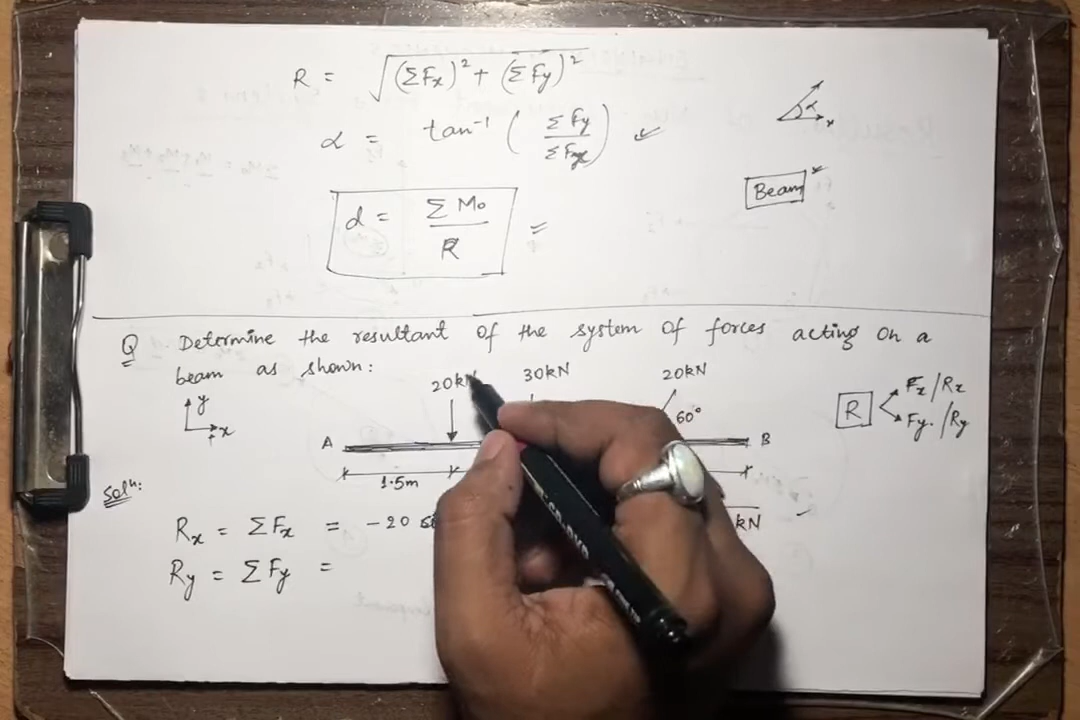 R = √(ΣFx)² + (ΣFy)²
α = tan⁻¹ ( ΣFy / ΣFx )
α
x
Beam
d = ΣMo / R =
Q. Determine the resultant of the system of forces acting on a
beam as shown:
20kN 30kN 20kN
y
x
60°
R
Fx/Rx
Fy./Ry
A B
1.5m
Soln:
Rx = ΣFx = -20 kN
Ry = ΣFy =